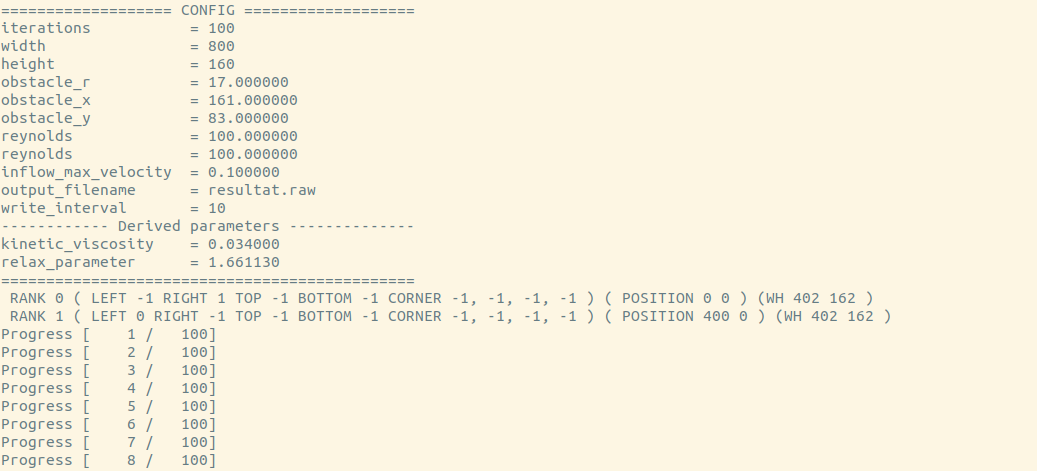 =================== CONFIG ===================
iterations           = 100
width                = 800
height               = 160
obstacle_r           = 17.000000
obstacle_x           = 161.000000
obstacle_y           = 83.000000
reynolds             = 100.000000
reynolds             = 100.000000
inflow_max_velocity  = 0.100000
output_filename      = resultat.raw
write_interval       = 10
------------ Derived parameters --------------
kinetic_viscosity    = 0.034000
relax_parameter      = 1.661130
==============================================
 RANK 0 ( LEFT -1 RIGHT 1 TOP -1 BOTTOM -1 CORNER -1, -1, -1, -1 ) ( POSITION 0 0 ) (WH 402 162 )
 RANK 1 ( LEFT 0 RIGHT -1 TOP -1 BOTTOM -1 CORNER -1, -1, -1, -1 ) ( POSITION 400 0 ) (WH 402 162 )
Progress [    1 /   100]
Progress [    2 /   100]
Progress [    3 /   100]
Progress [    4 /   100]
Progress [    5 /   100]
Progress [    6 /   100]
Progress [    7 /   100]
Progress [    8 /   100]